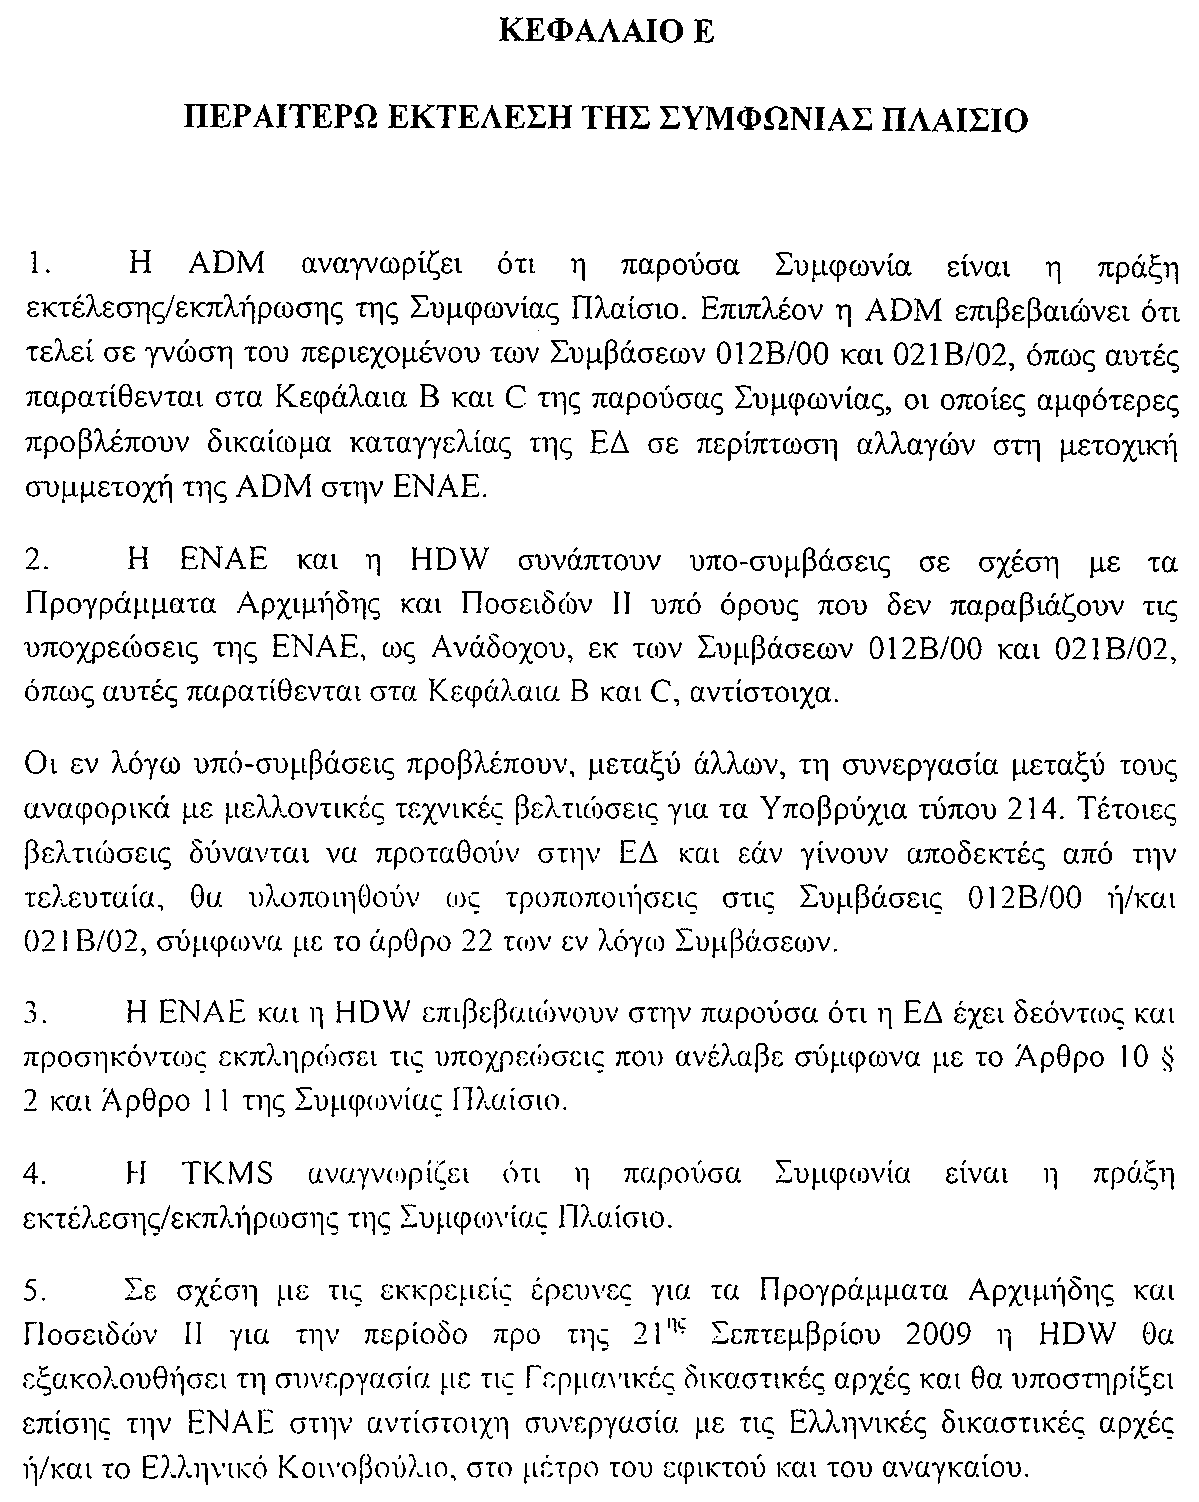 ΚΕΦΑΛΑΙΟ Ε
ΠΕΡΑΙΤΕΡΩ ΕΚΤΕΛΕΣΗ ΤΗΣ ΣΥΜΦΩΝΙΑΣ ΠΛΑΙΣΙΟ
1. Η ADM αναγνωρίζει ότι η παρούσα Συμφωνία είναι η πράξη
εκτέλεσης/εκπλήρωσης της Συμφωνίας Πλαίσιο. Επιπλέον η ADM επιβεβαιώνει ότι
τελεί σε γνώση του περιεχομένου των Συμβάσεων 012Β/00 και 021Β/02, όπως αυτές
παρατίθενται στα Κεφάλαια Β και C της παρούσας Συμφωνίας, οι οποίες αμφότερες
προβλέπουν δικαίωμα καταγγελίας της ΕΔ σε περίπτωση αλλαγών στη μετοχική
συμμετοχή της ADM στην ΕΝΑΕ.
2. Η ΕΝΑΕ και η HDW συνάπτουν υπο-συμβάσεις σε σχέση με τα
Προγράμματα Αρχιμήδης και Ποσειδών ΙΙ υπό όρους που δεν παραβιάζουν τις
υποχρεώσεις της ΕΝΑΕ, ως Ανάδοχου, εκ των Συμβάσεων 012Β/00 και 021Β/02,
όπως αυτές παρατίθενται στα Κεφάλαια Β και C, αντίστοιχα.
Οι εν λόγω υπό-συμβάσεις προβλέπουν, μεταξύ άλλων, τη συνεργασία μεταξύ τους
αναφορικά με μελλοντικές τεχνικές βελτιώσεις για τα Υποβρύχια τύπου 214. Τέτοιες
βελτιώσεις δύνανται να προταθούν στην ΕΔ και εάν γίνουν αποδεκτές από την
τελευταία, θα υλοποιηθούν ως τροποποιήσεις στις Συμβάσεις 012Β/00 ή/και
021Β/02, σύμφωνα με το άρθρο 22 των εν λόγω Συμβάσεων.
3. Η ΕΝΑΕ και η HDW επιβεβαιώνουν στην παρούσα ότι η ΕΔ έχει δεόντως και
προσηκόντως εκπληρώσει τις υποχρεώσεις που ανέλαβε σύμφωνα με το Άρθρο 10 §
2 και Άρθρο 11 της Συμφωνίας Πλαίσιο.
4. Η TKMS αναγνωρίζει ότι η παρούσα Συμφωνία είναι η πράξη
εκτέλεσης/εκπλήρωσης της Συμφωνίας Πλαίσιο.
5. Σε σχέση με τις εκκρεμείς έρευνες για τα Προγράμματα Αρχιμήδης και
Ποσειδών ΙΙ για την περίοδο προ της 21ης Σεπτεμβρίου 2009 η HDW θα
εξακολουθήσει τη συνεργασία με τις Γερμανικές δικαστικές αρχές και θα υποστηρίξει
επίσης την ΕΝΑΕ στην αντίστοιχη συνεργασία με τις Ελληνικές δικαστικές αρχές
ή/και το Ελληνικό Κοινοβούλιο, στο μέτρο του εφικτού και του αναγκαίου.